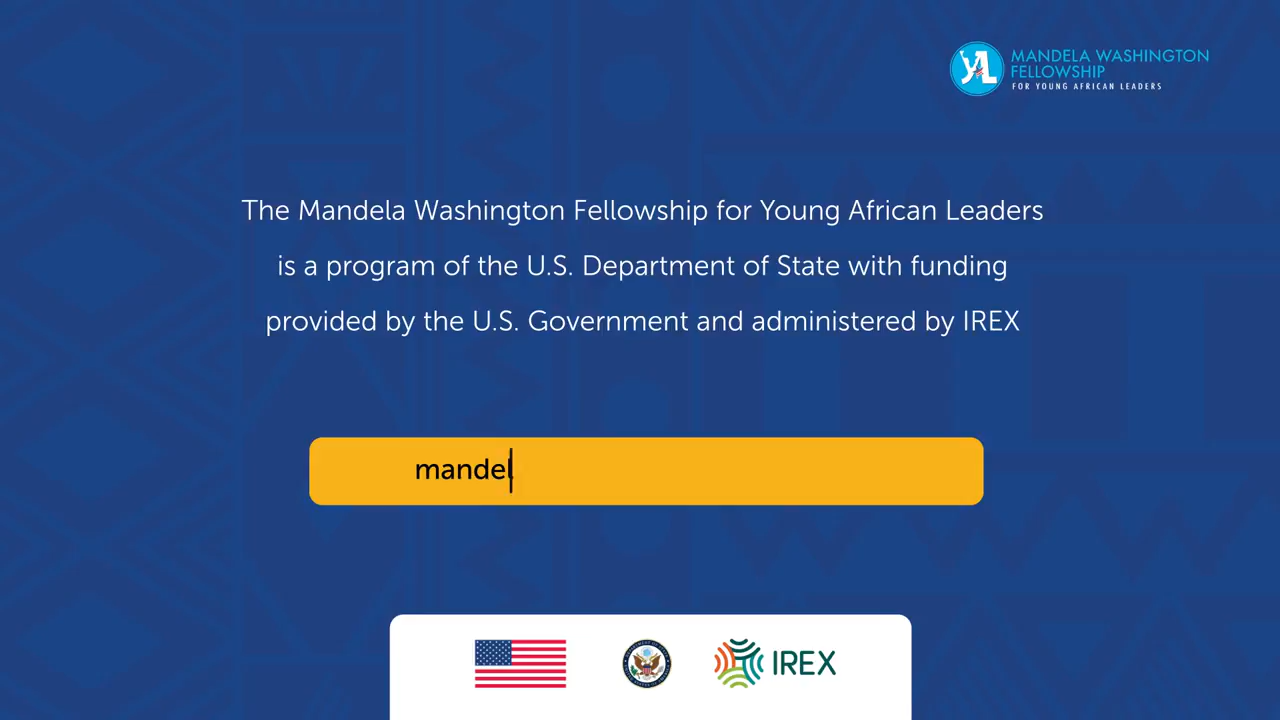 MANDELA WASHINGTON
FELLOWSHIP
FOR YOUNG AFRICAN LEADERS
The Mandela Washington Fellowship for Young African Leaders
is a program of the U.S. Department of State with funding
provided by the U.S. Government and administered by IREX
mandel
IREX